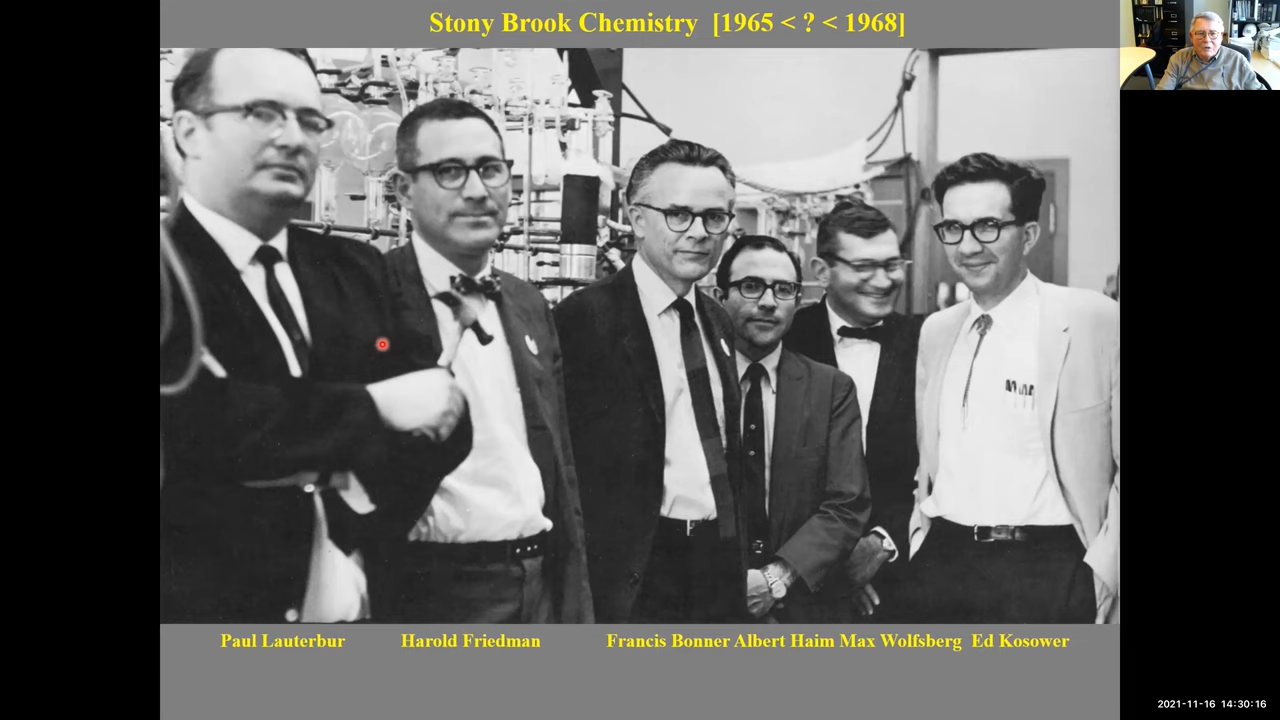 Stony Brook Chemistry [1965 < ? < 1968]
Paul Lauterbur Harold Friedman Francis Bonner Albert Haim Max Wolfsberg Ed Kosower
2021-11-16 14:30:16